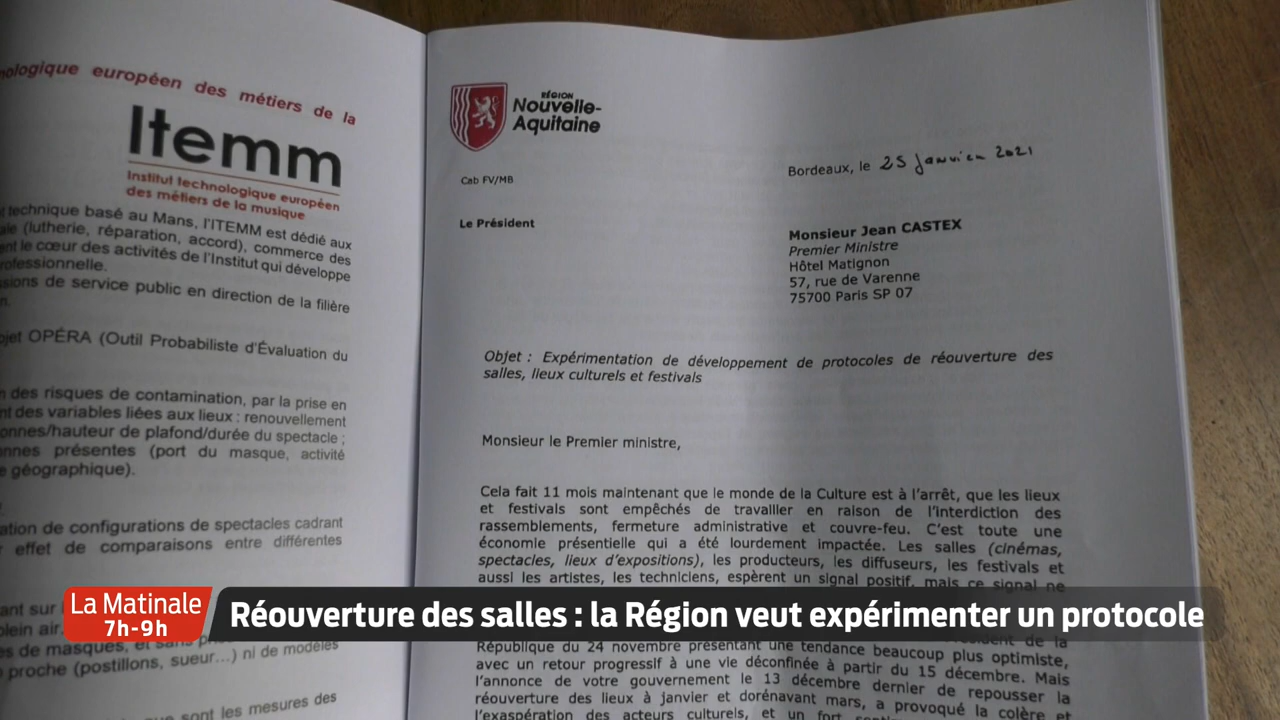 nologique européen des métiers de la
Itemm
Institut technologique européen
des métiers de la musique
technique basé au Mans, l'ITEMM est dédié aux
(lutherie, réparation, accord), commerce des
le cœur des activités de l'Institut qui développe
rofessionnelle.
ssions de service public en direction de la filière
ojet OPÉRA (Outil Probabiliste d'Évaluation du
des risques de contamination, par la prise en
nt des variables liées aux lieux : renouvellement
onnes/hauteur de plafond/durée du spectacle ;
nnes présentes (port du masque, activité
e géographique).
ation de configurations de spectacles cadrant
effet de comparaisons entre différentes
ant sur
plein air.
es de masques, et
proche (postillons, sueur...) ni de modèles
sont les mesures des
RÉGION
Nouvelle-
Aquitaine
Bordeaux, le 25 janvier 2021
Cab FV/MB
Le Président
Monsieur Jean CASTEX
Premier Ministre
Hôtel Matignon
57, rue de Varenne
75700 Paris SP 07
Objet : Expérimentation de développement de protocoles de réouverture des
salles, lieux culturels et festivals
Monsieur le Premier ministre,
Cela fait 11 mois maintenant que le monde de la Culture est à l'arrêt, que les lieux
et festivals sont empêchés de travailler en raison de l'interdiction des
rassemblements, fermeture administrative et couvre-feu. C'est toute une
économie présentielle qui a été lourdement impactée. Les salles (cinémas,
spectacles, lieux d'expositions), les producteurs, les diffuseurs, les festivals et
aussi les artistes, les techniciens, espèrent un signal positif, mais ce signal ne
La Matinale
7h-9h
Réouverture des salles : la Région veut expérimenter un protocole
République du 24 novembre présentant une tendance beaucoup plus optimiste,
avec un retour progressif à une vie déconfinée à partir du 15 décembre. Mais
l'annonce de votre gouvernement le 13 décembre dernier de repousser la
réouverture des lieux à janvier et dorénavant mars, a provoqué la colère et
l'exaspération des acteurs culturels, et un fort